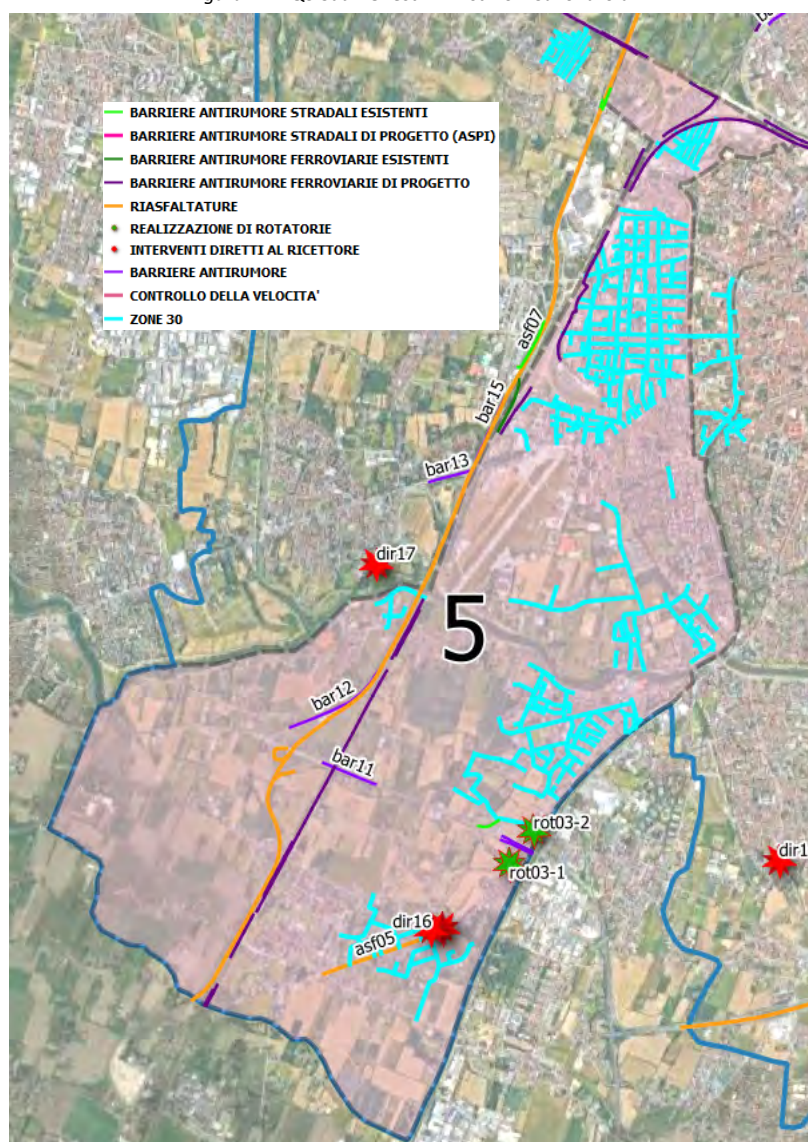 BARRIERE ANTIRUMORE STRADALI ESISTENTI
BARRIERE ANTIRUMORE STRADALI DI PROGETTO (ASPI)
BARRIERE ANTIRUMORE FERROVIARIE ESISTENTI
BARRIERE ANTIRUMORE FERROVIARIE DI PROGETTO
RIASFALTATURE
REALIZZAZIONE DI ROTATORIE
INTERVENTI DIRETTI AL RICETTORE
BARRIERE ANTIRUMORE
CONTROLLO DELLA VELOCITA'
ZONE 30
asf07
bar15
bar13
dir17
5
bar12
bar11
rot03-2
rot03-1
dir1
dir16
asf05